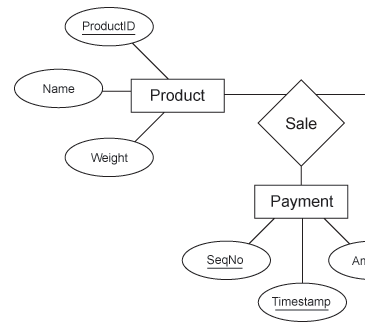 ProductID
Name
Product
Sale
Weight
Payment
SeqNo
Timestamp